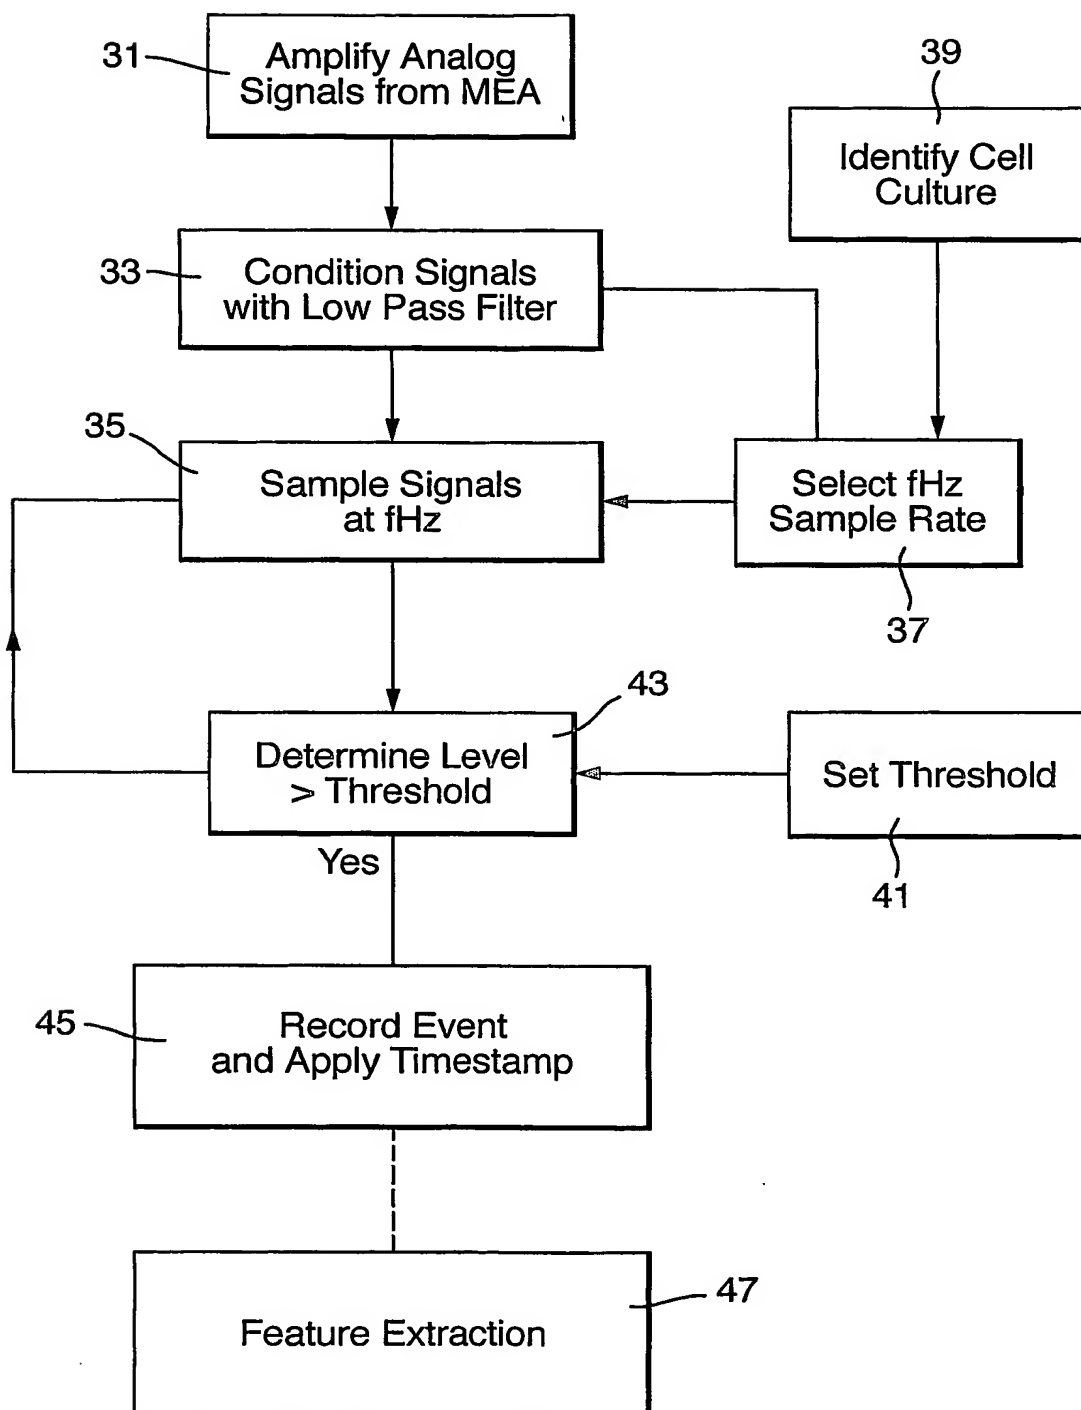 31
Amplify Analog
Signals from MEA
39
Identify Cell
Culture
33
Condition Signals
with Low Pass Filter
35
Sample Signals
at fHz
Select fHz
Sample Rate
37
43
Determine Level
> Threshold
Set Threshold
41
Yes
45
Record Event
and Apply Timestamp
47
Feature Extraction